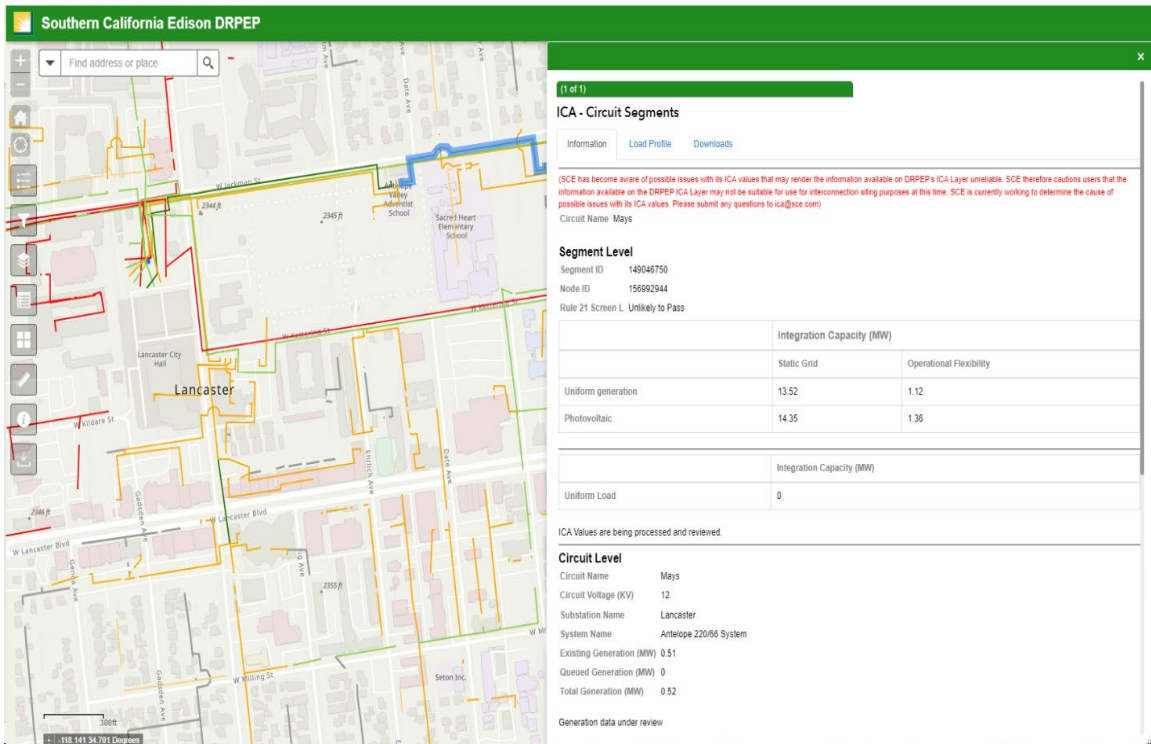 Southern California Edison DRPEP
Find address or place
W Jackman St
Date Ave
2344 ft
2345 ft
Antelope
Valley
Adventist
School
Sacred Heart
Elementary
School
W Kettering St
W Kettering St
Lancaster City
Hall
Lancaster
W Kildare St
Ehrlich Ave
Date Ave
2346 ft
Gadsden Ave
W Lancaster Blvd
W Lancaster Blvd
Genoa Ave
2355 ft
W Milling St
Gadsden Ave
Seton Inc.
300ft
-118.141 34.701 Degrees
x
(1 of 1)
ICA - Circuit Segments
Information Load Profile Downloads
(SCE has become aware of possible issues with its ICA values that may render the information available on DRPEP's ICA Layer unreliable. SCE therefore cautions users that the
information available on the DRPEP ICA Layer may not be suitable for use for interconnection siting purposes at this time. SCE is currently working to determine the cause of
possible issues with its ICA values. Please submit any questions to ica@sce.com)
Circuit Name Mays
Segment Level
Segment ID 149046750
Node ID 156992944
Rule 21 Screen L Unlikely to Pass
Integration Capacity (MW)
Static Grid Operational Flexibility
Uniform generation 13.52 1.12
Photovoltaic 14.35 1.36
Integration Capacity (MW)
Uniform Load 0
ICA Values are being processed and reviewed.
Circuit Level
Circuit Name Mays
Circuit Voltage (KV) 12
Substation Name Lancaster
System Name Antelope 220/66 System
Existing Generation (MW) 0.51
Queued Generation (MW) 0
Total Generation (MW) 0.52
Generation data under review